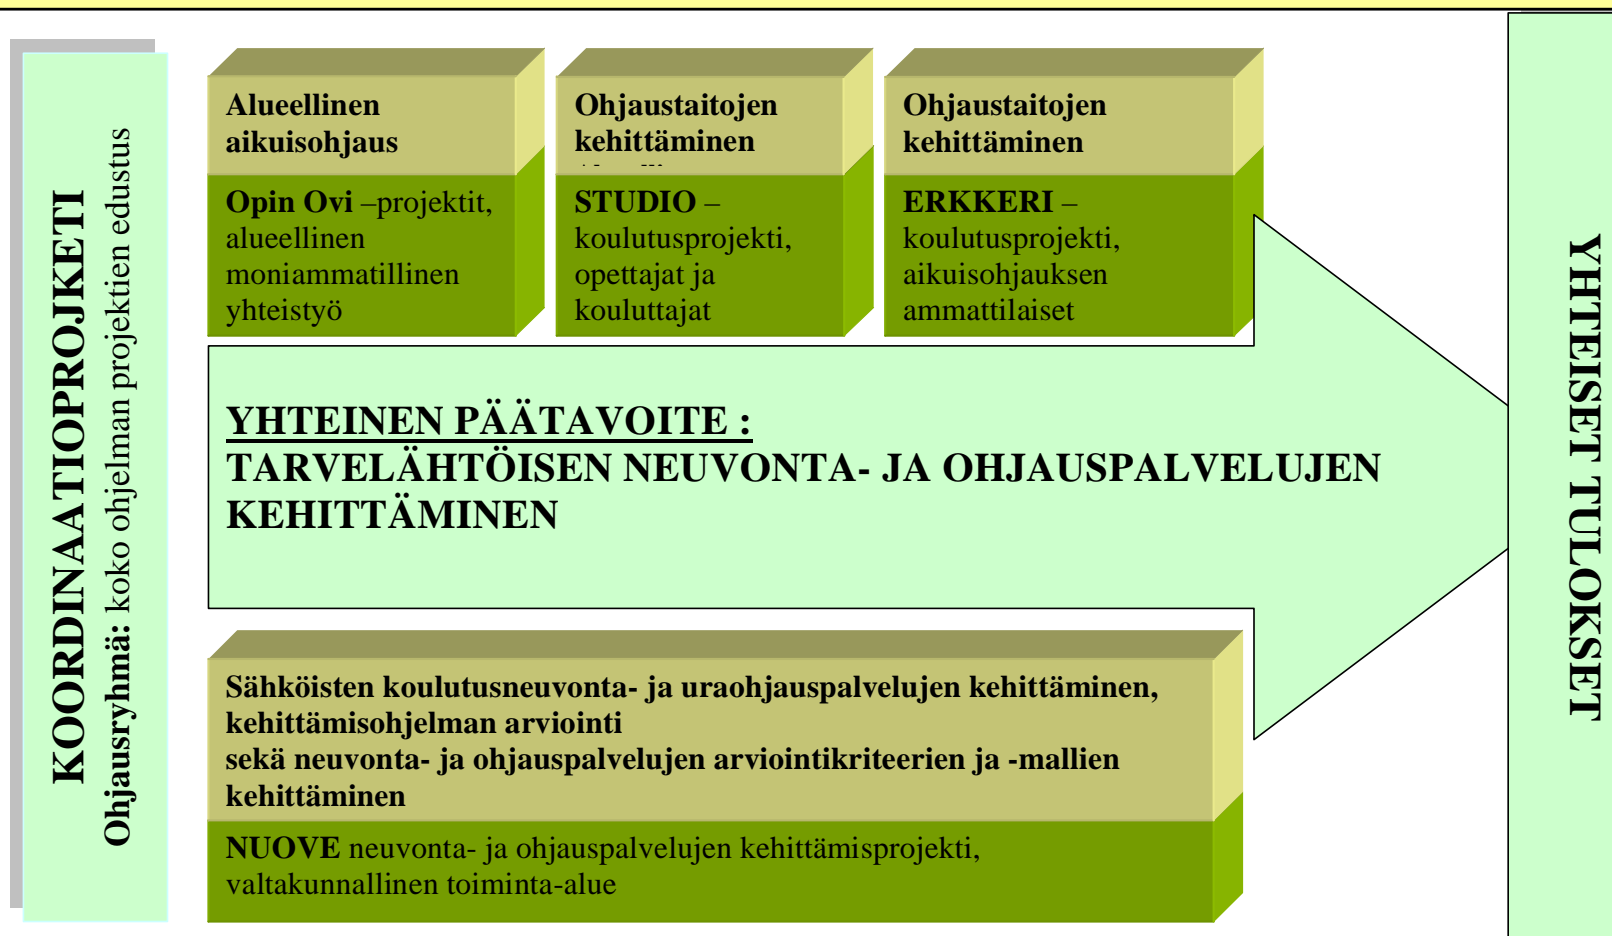 KOORDINAATIOPROJKETI
Ohjausryhmä: koko ohjelman projektien edustus
Alueellinen
aikuisohjaus
Opin Ovi –projektit,
alueellinen
moniammatillinen
yhteistyö
Ohjaustaitojen
kehittäminen
STUDIO –
koulutusprojekti,
opettajat ja
kouluttajat
Ohjaustaitojen
kehittäminen
ERKKERI –
koulutusprojekti,
aikuisohjauksen
ammattilaiset
YHTEINEN PÄÄTAVOITE :
TARVELÄHTÖISEN NEUVONTA- JA OHJAUSPALVELUJEN
KEHITTÄMINEN
Sähköisten koulutusneuvonta- ja uraohjauspalvelujen kehittäminen,
kehittämisohjelman arviointi
sekä neuvonta- ja ohjauspalvelujen arviointikriteerien ja -mallien
kehittäminen
NUOVE neuvonta- ja ohjauspalvelujen kehittämisprojekti,
valtakunnallinen toiminta-alue
YHTEISET TULOKSET